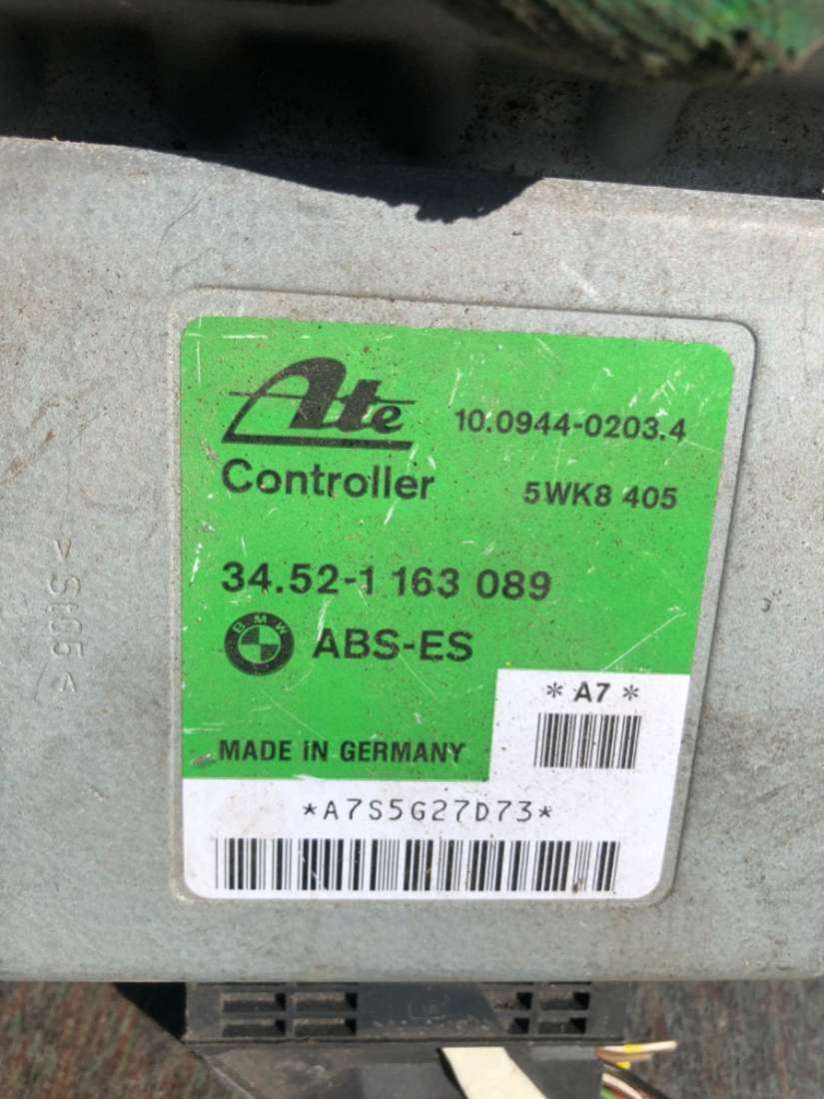 Ate
10.0944-0203.4
Controller
5WK8 405
34.52-1 163 089
BMW
ABS-ES
* A7 *
MADE IN GERMANY
*A7S5G27D73*